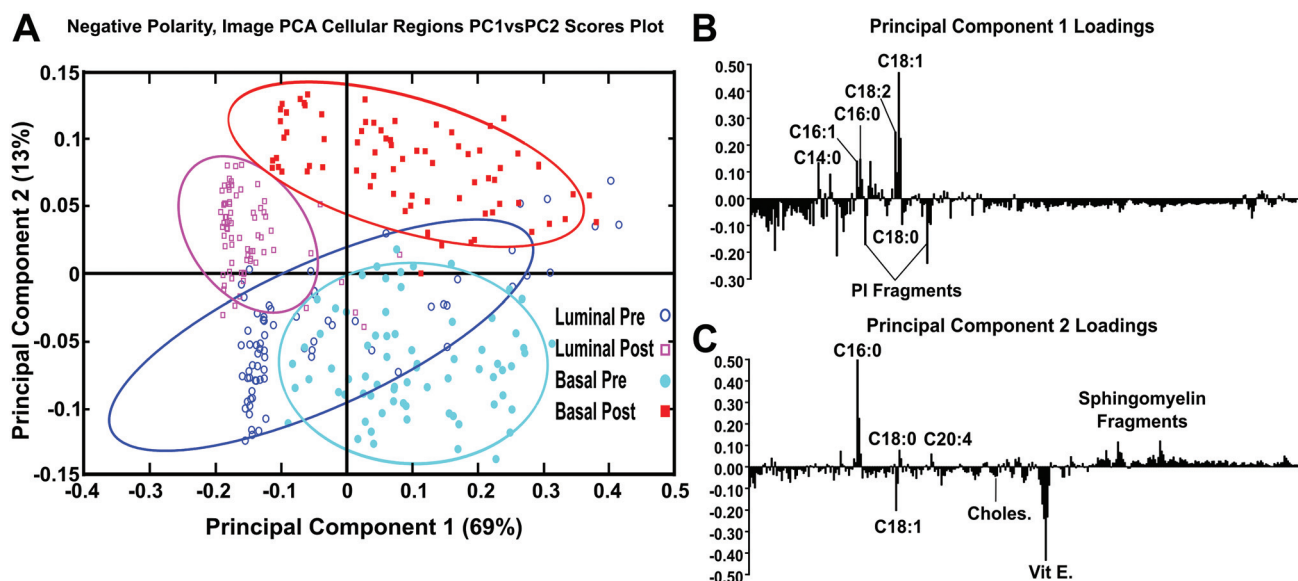 A
Negative Polarity, Image PCA Cellular Regions PC1vsPC2 Scores Plot
Principal Component 2 (13%)
0.15
0.1
0.05
0
-0.05
-0.1
-0.15
-0.4 -0.3 -0.2 -0.1 0 0.1 0.2 0.3 0.4 0.5
Principal Component 1 (69%)
Luminal Pre
Luminal Post
Basal Pre
Basal Post
B
Principal Component 1 Loadings
0.50
0.40
0.30
0.20
0.10
0.00
-0.10
-0.20
-0.30
C18:1
C18:2
C16:0
C16:1
C14:0
C18:0
PI Fragments
C
Principal Component 2 Loadings
0.50
0.40
0.30
0.20
0.10
0.00
-0.10
-0.20
-0.30
-0.40
0.50
C16:0
C18:0 C20:4
Sphingomyelin
Fragments
C18:1
Choles.
Vit E.